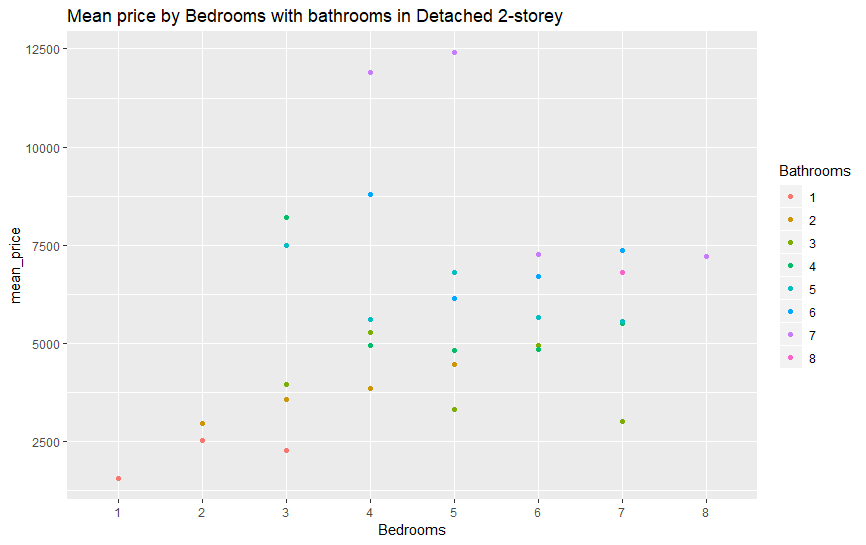 Mean price by Bedrooms with bathrooms in Detached 2-storey
12500
10000
7500
5000
2500
mean_price
1 2 3 4 5 6 7 8
Bedrooms
Bathrooms
1
2
3
4
5
6
7
8